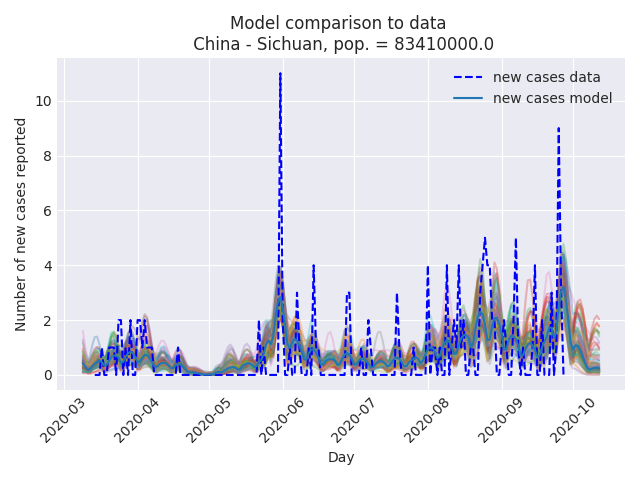 Model comparison to data
China - Sichuan, pop. = 83410000.0
new cases data
new cases model
Number of new cases reported
10
8
6
4
2
0
2020-03
2020-04
2020-05
2020-06
2020-07
2020-08
2020-09
2020-10
Day